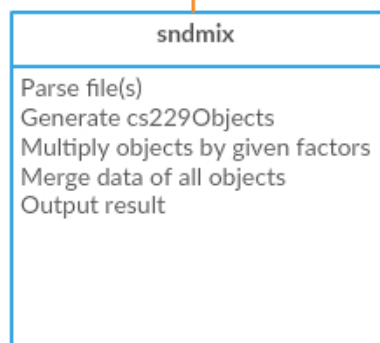 sndmix
Parse file(s)
Generate cs229Objects
Multiply objects by given factors
Merge data of all objects
Output result